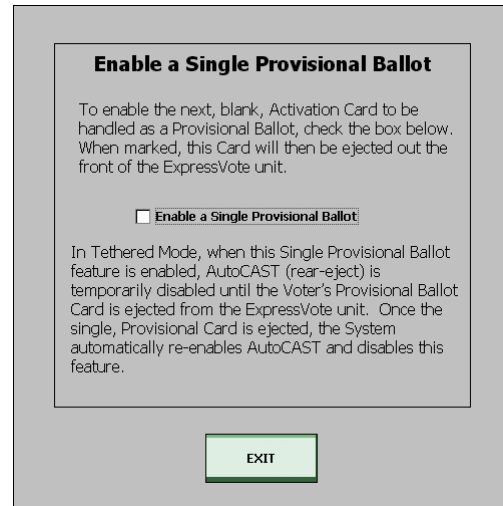 Enable a Single Provisional Ballot
To enable the next, blank, Activation Card to be
handled as a Provisional Ballot, check the box below.
When marked, this Card will then be ejected out the
front of the ExpressVote unit.
Enable a Single Provisional Ballot
In Tethered Mode, when this Single Provisional Ballot
feature is enabled, AutoCAST (rear-eject) is
temporarily disabled until the Voter's Provisional Ballot
Card is ejected from the ExpressVote unit. Once the
single, Provisional Card is ejected, the System
automatically re-enables AutoCAST and disables this
feature.
EXIT